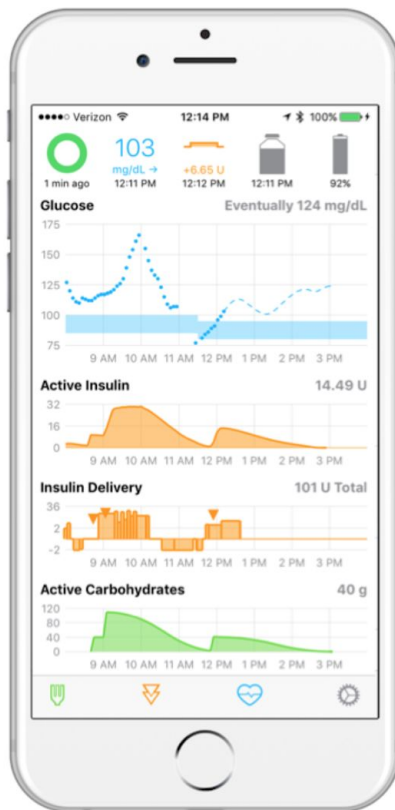 ●●●●○ Verizon 12:14 PM 100%
103
mg/dL → +6.65 U
1 min ago 12:11 PM 12:12 PM 12:11 PM 92%
Glucose Eventually 124 mg/dL
175
150
125
100
75
9 AM 10 AM 11 AM 12 PM 1 PM 2 PM 3 PM
Active Insulin 14.49 U
32
16
0
9 AM 10 AM 11 AM 12 PM 1 PM 2 PM 3 PM
Insulin Delivery 101 U Total
36
2
-2
9 AM 10 AM 11 AM 12 PM 1 PM 2 PM 3 PM
Active Carbohydrates 40 g
120
80
40
0
9 AM 10 AM 11 AM 12 PM 1 PM 2 PM 3 PM